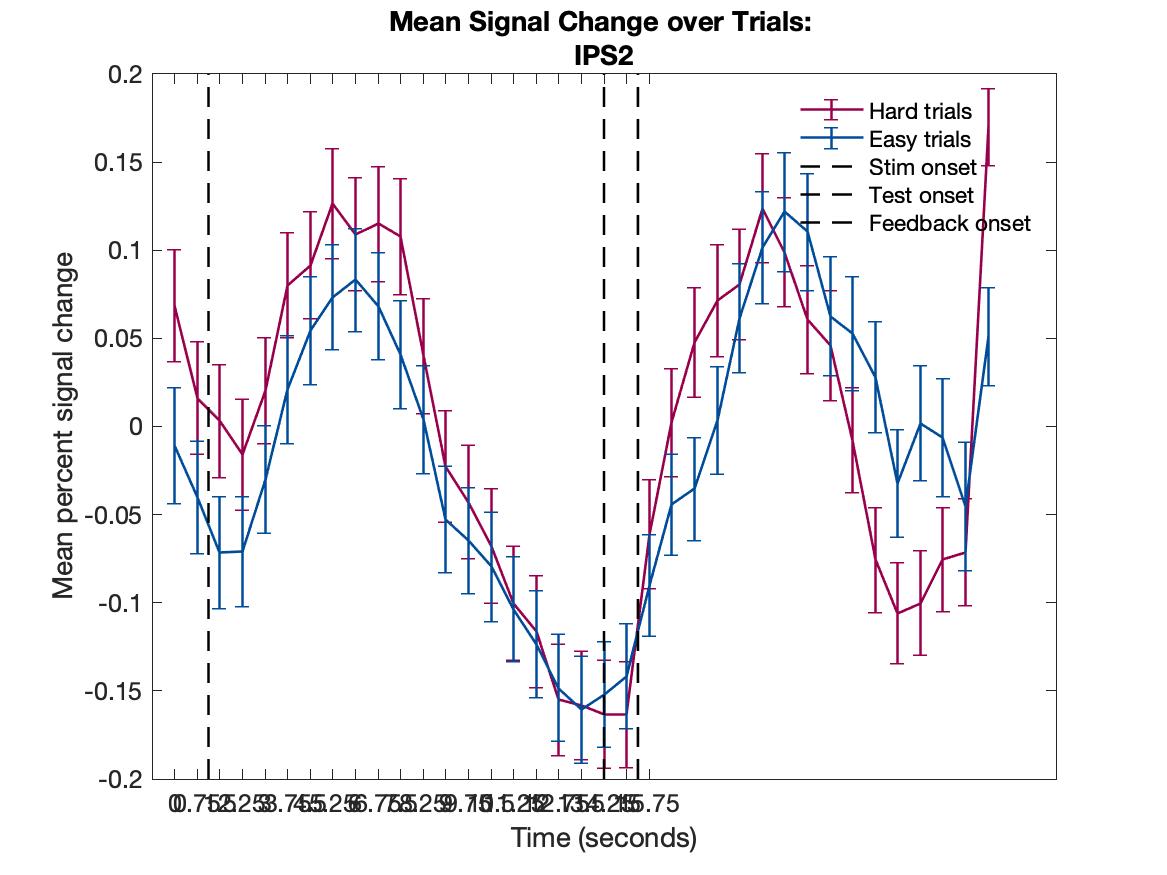 Mean Signal Change over Trials:
IPS2
0.2
0.15
0.1
0.05
0
-0.05
-0.1
-0.15
-0.2
Mean percent signal change
Hard trials
Easy trials
Stim onset
Test onset
Feedback onset
15.75
Time (seconds)